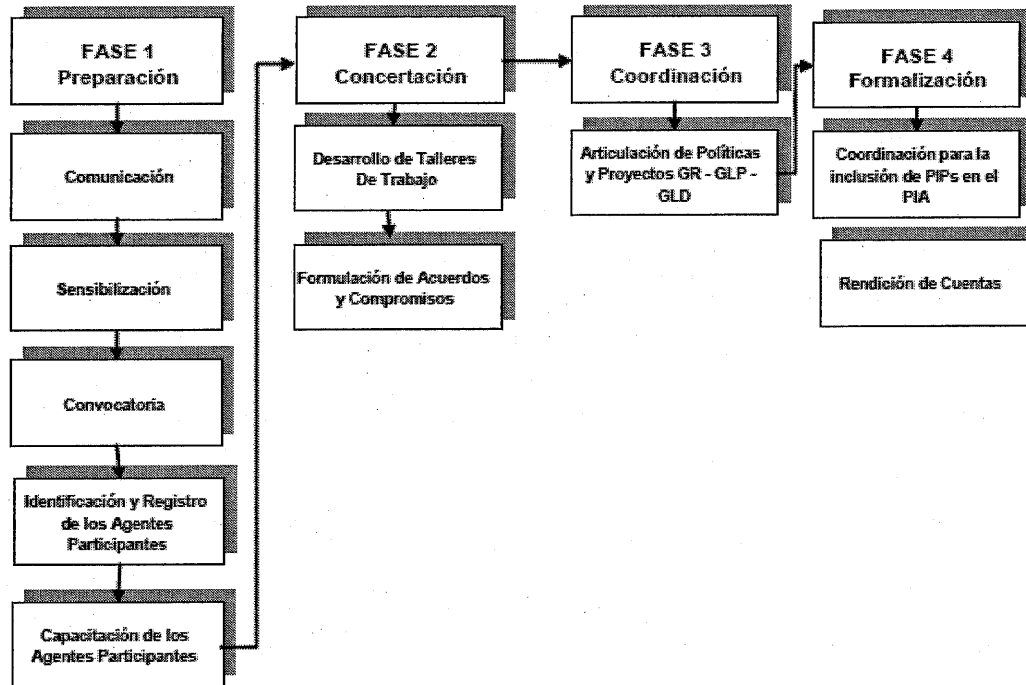 FASE 1
Preparación
Comunicación
Sensibilización
Convocatoria
Identificación y Registro
de los Agentes
Participantes
Capacitación de los
Agentes Participantes
FASE 2
Concertación
Desarrollo de Talleres
De Trabajo
Formulación de Acuerdos
y Compromisos
FASE 3
Coordinación
Articulación de Políticas
y Proyectos GR - GLP -
GLD
FASE 4
Formalización
Coordinación para la
inclusión de PIPs en el
PIA
Rendición de Cuentas